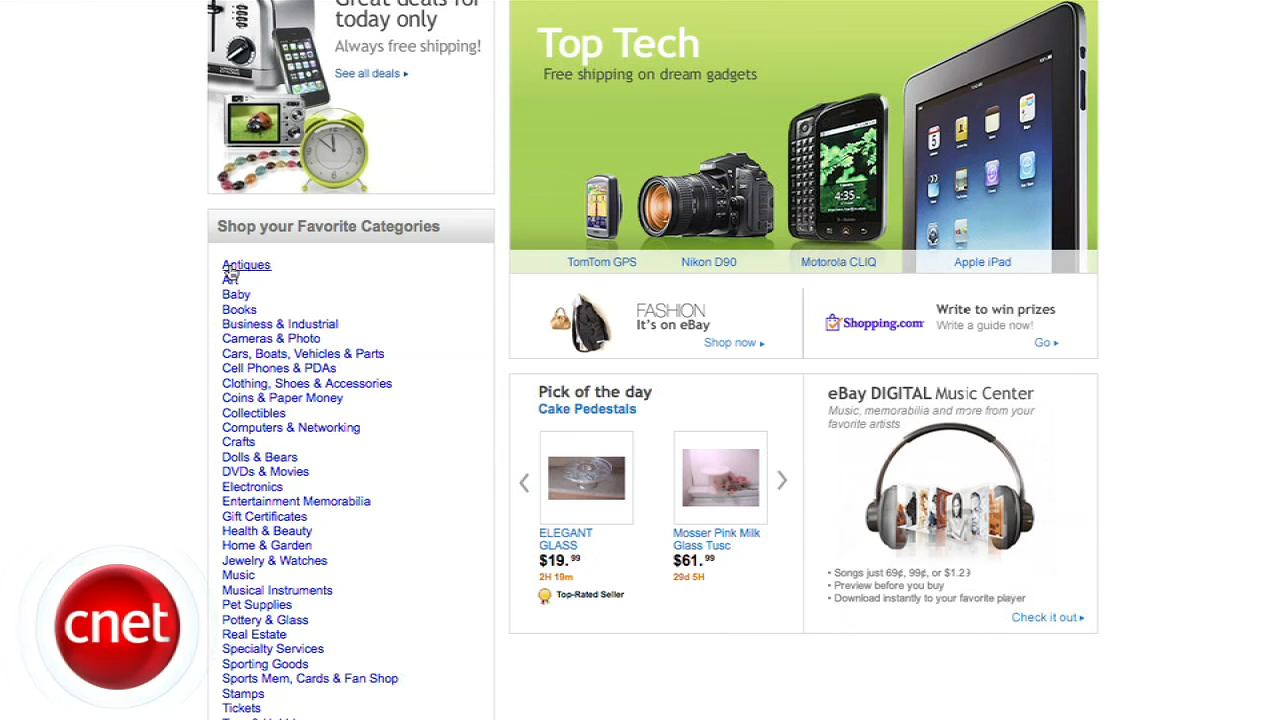 Great deals for
today only
Always free shipping!
See all deals ▸
Top Tech
Free shipping on dream gadgets
4:35
TomTom GPS
Nikon D90
Motorola CLIQ
Apple iPad
Shop your Favorite Categories
Antiques
Art
Baby
Books
Business & Industrial
Cameras & Photo
Cars, Boats, Vehicles & Parts
Cell Phones & PDAs
Clothing, Shoes & Accessories
Coins & Paper Money
Collectibles
Computers & Networking
Crafts
Dolls & Bears
DVDs & Movies
Electronics
Entertainment Memorabilia
Gift Certificates
Health & Beauty
Home & Garden
Jewelry & Watches
Music
Musical Instruments
Pet Supplies
Pottery & Glass
Real Estate
Specialty Services
Sporting Goods
Sports Mem, Cards & Fan Shop
Stamps
Tickets
FASHION
It's on eBay
Shop now ▸
Shopping.com
Write to win prizes
Write a guide now!
Go ▸
Pick of the day
Cake Pedestals
ELEGANT
GLASS
$19.99
2H 19m
Top-Rated Seller
Mosser Pink Milk
Glass Tusc
$61.99
29d 5H
eBay DIGITAL Music Center
Music, memorabilia and more from your
favorite artists
• Songs just 69¢, 99¢, or $1.29
• Preview before you buy
• Download instantly to your favorite player
Check it out ▸
cnet